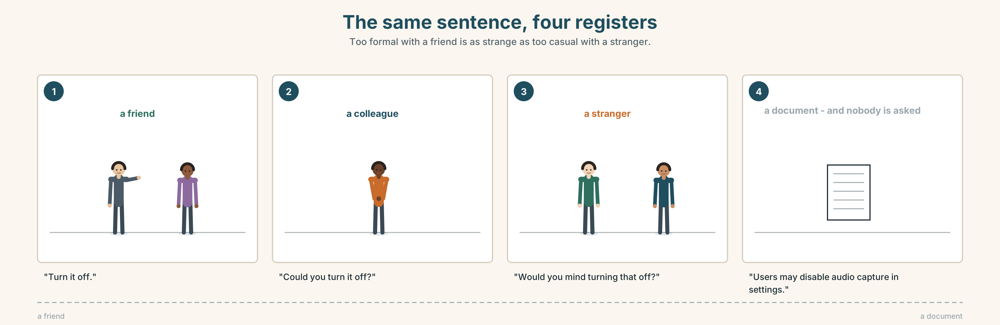 The same sentence, four registers
Too formal with a friend is as strange as too casual with a stranger.
1
a friend
"Turn it off."
2
a colleague
"Could you turn it off?"
3
a stranger
"Would you mind turning that off?"
4
a document - and nobody is asked
"Users may disable audio capture in
settings."
a friend
a document